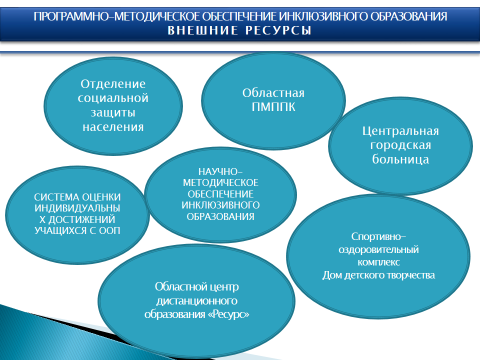 ПРОГРАММНО-МЕТОДИЧЕСКОЕ ОБЕСПЕЧЕНИЕ ИНКЛЮЗИВНОГО ОБРАЗОВАНИЯ
ВНЕШНИЕ РЕСУРСЫ
Отделение
социальной
защиты
населения
Областная
ПМППК
Центральная
городская
больница
НАУЧНО-
МЕТОДИЧЕСКОЕ
ОБЕСПЕЧЕНИЕ
ИНКЛЮЗИВНОГО
ОБРАЗОВАНИЯ
СИСТЕМА ОЦЕНКИ
ИНДИВИДУАЛЬНЫ
Х ДОСТИЖЕНИЙ
УЧАЩИХСЯ С ООП
Спортивно-
оздоровительный
комплекс
Дом детского творчества
Областной центр
дистанционного
образования «Ресурс»